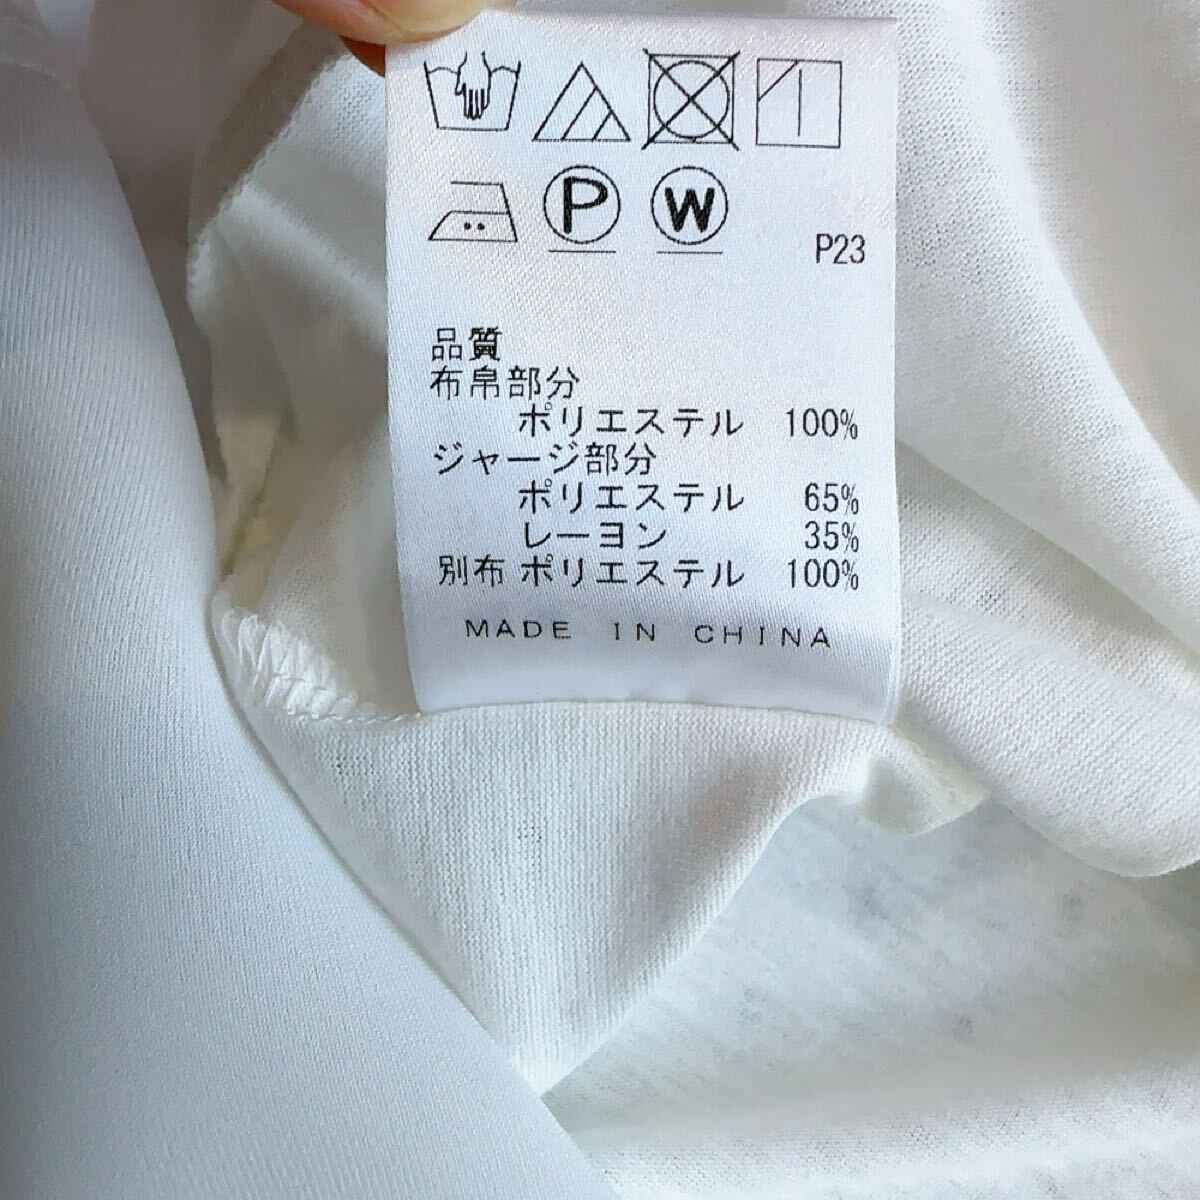 P W P23
品質
布帛部分
ポリエステル 100%
ジャージ部分
ポリエステル 65%
レーヨン 35%
別布 ポリエステル 100%
MADE IN CHINA